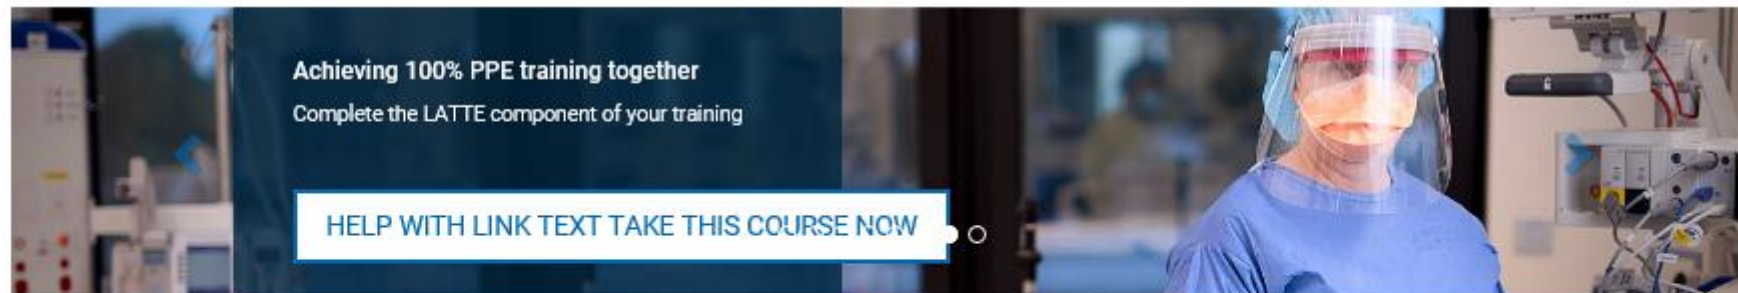 Achieving 100% PPE training together
Complete the LATTE component of your training
HELP WITH LINK TEXT TAKE THIS COURSE NOW